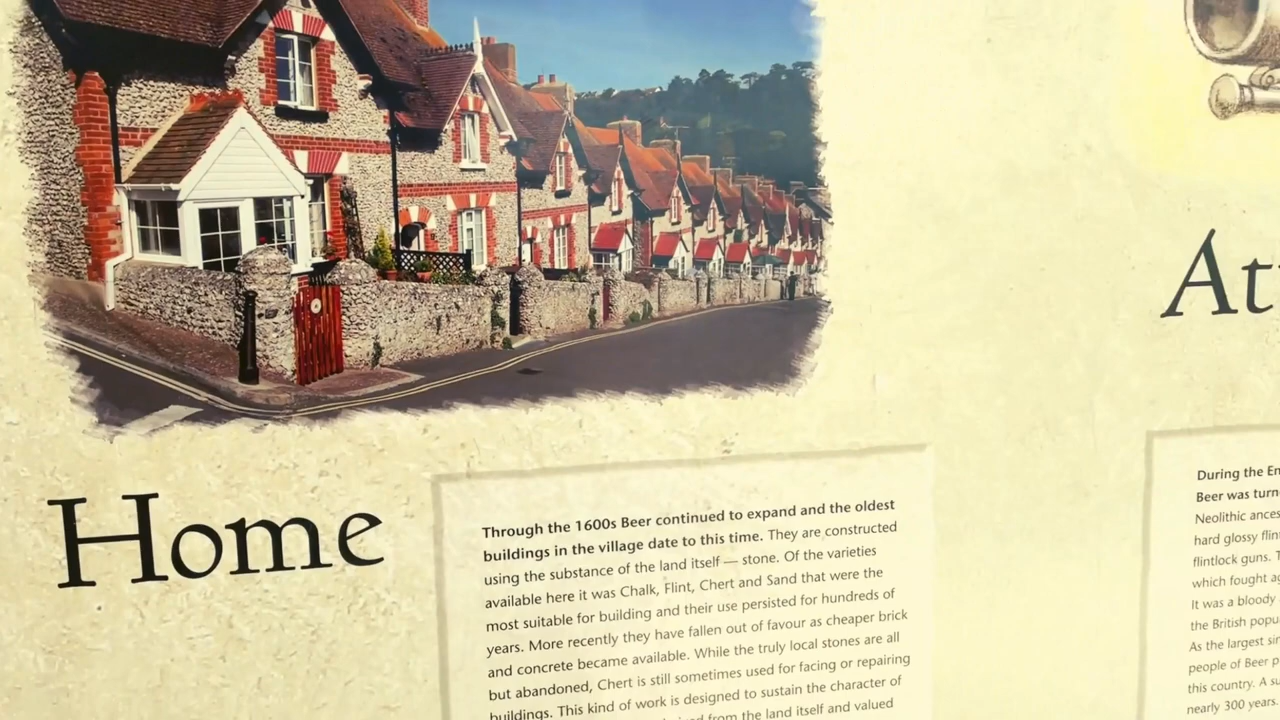 Home
Through the 1600s Beer continued to expand and the oldest
buildings in the village date to this time. They are constructed
using the substance of the land itself — stone. Of the varieties
available here it was Chalk, Flint, Chert and Sand that were the
most suitable for building and their use persisted for hundreds of
years. More recently they have fallen out of favour as cheaper brick
and concrete became available. While the truly local stones are all
but abandoned, Chert is still sometimes used for facing or repairing
buildings. This kind of work is designed to sustain the character of
from the land itself and valued
At
During the En
Beer was turn
Neolithic ances
hard glossy flin
flintlock guns. T
which fought ag
It was a bloody
the British popu
As the largest sin
people of Beer p
this country. A su
nearly 300 years.